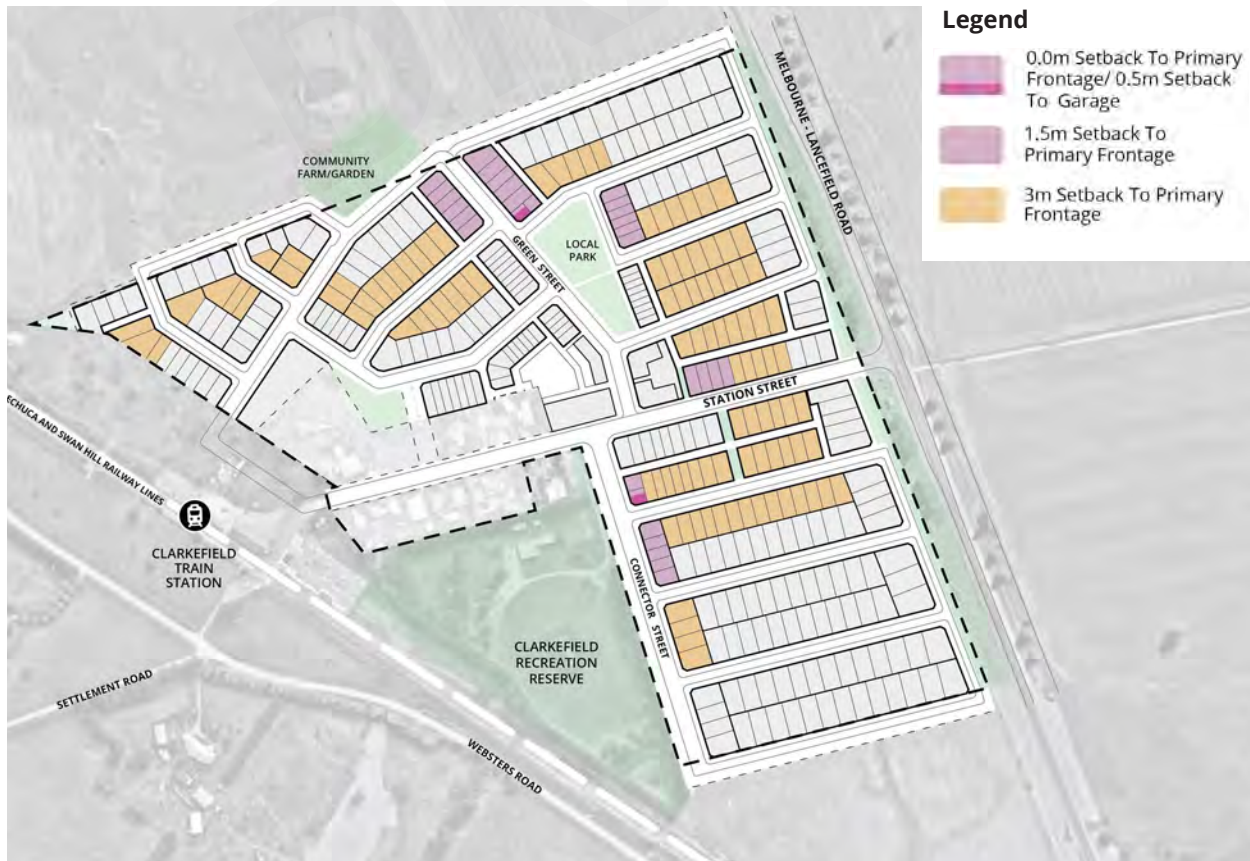 Legend
0.0m Setback To Primary
Frontage/ 0.5m Setback
To Garage
1.5m Setback To
Primary Frontage
3m Setback To Primary
Frontage
MELBOURNE - LANCEFIELD ROAD
COMMUNITY
FARM/GARDEN
GREEN STREET
LOCAL
PARK
STATION STREET
ECHUCA AND SWAN HILL RAILWAY LINES
CLARKEFIELD
TRAIN
STATION
CONNECTOR STREET
CLARKEFIELD
RECREATION
RESERVE
SETTLEMENT ROAD
WEBSTERS ROAD